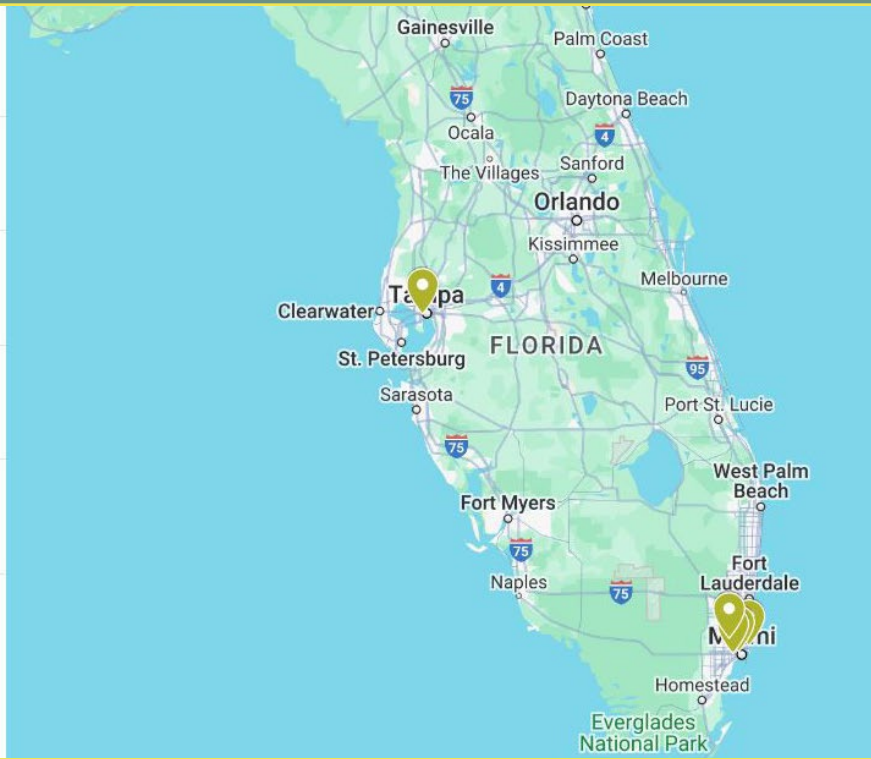 Gainesville
Palm Coast
75
Daytona Beach
Ocala
4
The Villages
Sanford
Orlando
Kissimmee
Melbourne
4
Clearwater
St. Petersburg
FLORIDA
95
Sarasota
Port St. Lucie
75
West Palm
Beach
Fort Myers
75
Fort
Lauderdale
Naples
75
Homestead
Everglades
National Park